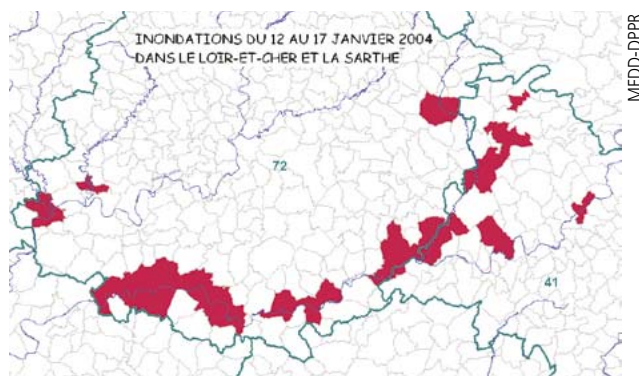 INONDATIONS DU 12 AU 17 JANVIER 2004
DANS LE LOIR-ET-CHER ET LA SARTHE
MEDD-DPPR
72
41